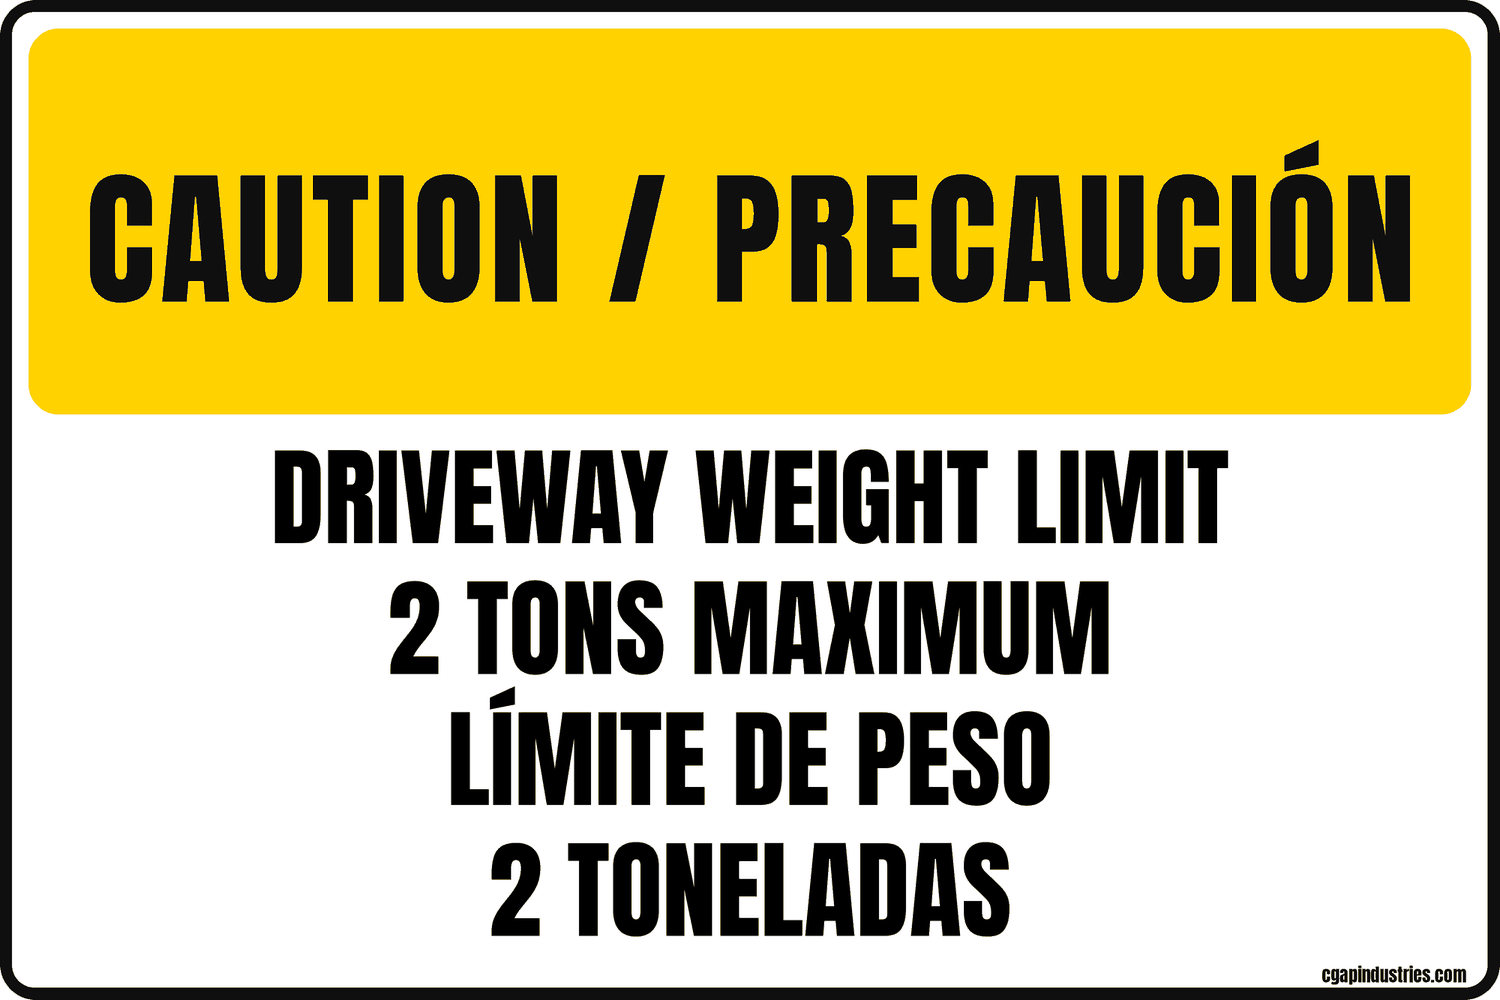 CAUTION / PRECAUCIÓN
DRIVEWAY WEIGHT LIMIT
2 TONS MAXIMUM
LÍMITE DE PESO
2 TONELADAS
cgapindustries.com